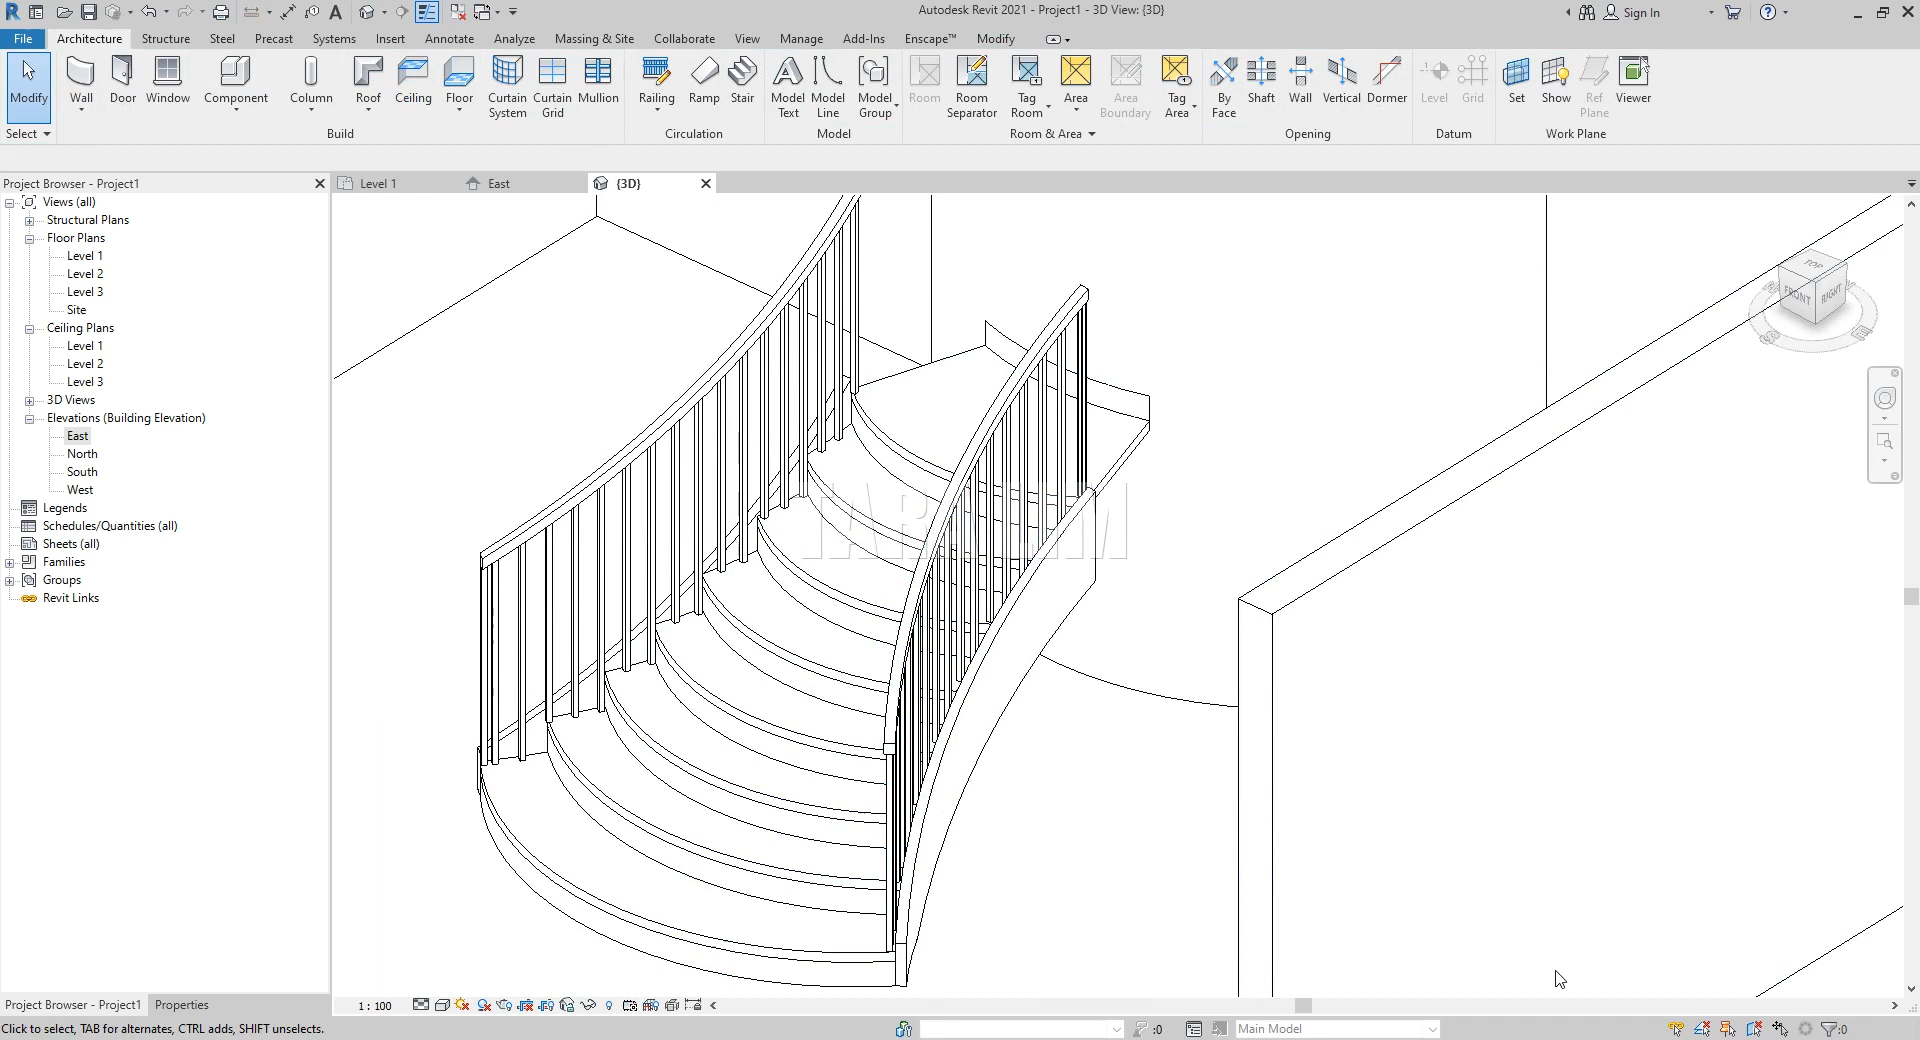 Autodesk Revit 2021 - Project1 - 3D View: {3D}
Sign In
File Architecture Structure Steel Precast Systems Insert Annotate Analyze Massing & Site Collaborate View Manage Add-Ins Enscape™ Modify
Modify
Wall Door Window Component Column Roof Ceiling Floor Curtain System Curtain Grid Mullion
Railing Ramp Stair
Model Text Model Line Model Group
Room Room Separator Tag Room Area Area Boundary Tag Area
By Face Shaft Wall Vertical Dormer
Level Grid
Set Show Ref Plane Viewer
Select Build Circulation Model Room & Area Opening Datum Work Plane
Project Browser - Project1
Level 1 East {3D}
Views (all)
Structural Plans
Floor Plans
Level 1
Level 2
Level 3
Site
Ceiling Plans
Level 1
Level 2
Level 3
3D Views
Elevations (Building Elevation)
East
North
South
West
Legends
Schedules/Quantities (all)
Sheets (all)
Families
Groups
Revit Links
TOP
FRONT
RIGHT
Project Browser - Project1 Properties
1 : 100
Click to select, TAB for alternates, CTRL adds, SHIFT unselects.
:0
Main Model
:0